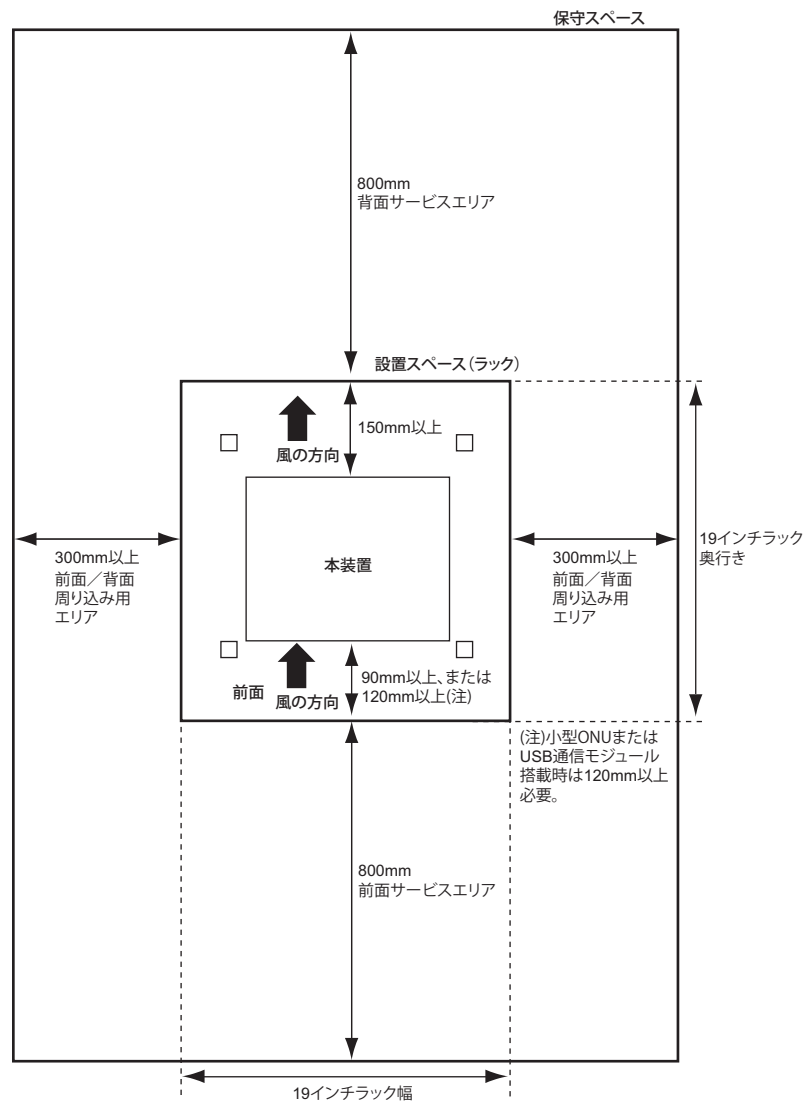 保守スペース
800mm
背面サービスエリア
設置スペース（ラック）
150mm以上
風の方向
300mm以上
前面／背面
周り込み用
エリア
本装置
300mm以上
前面／背面
周り込み用
エリア
19インチラック
奥行き
90mm以上、または
120mm以上(注)
前面
風の方向
(注)小型ONUまたは
USB通信モジュール
搭載時は120mm以上
必要。
800mm
前面サービスエリア
19インチラック幅